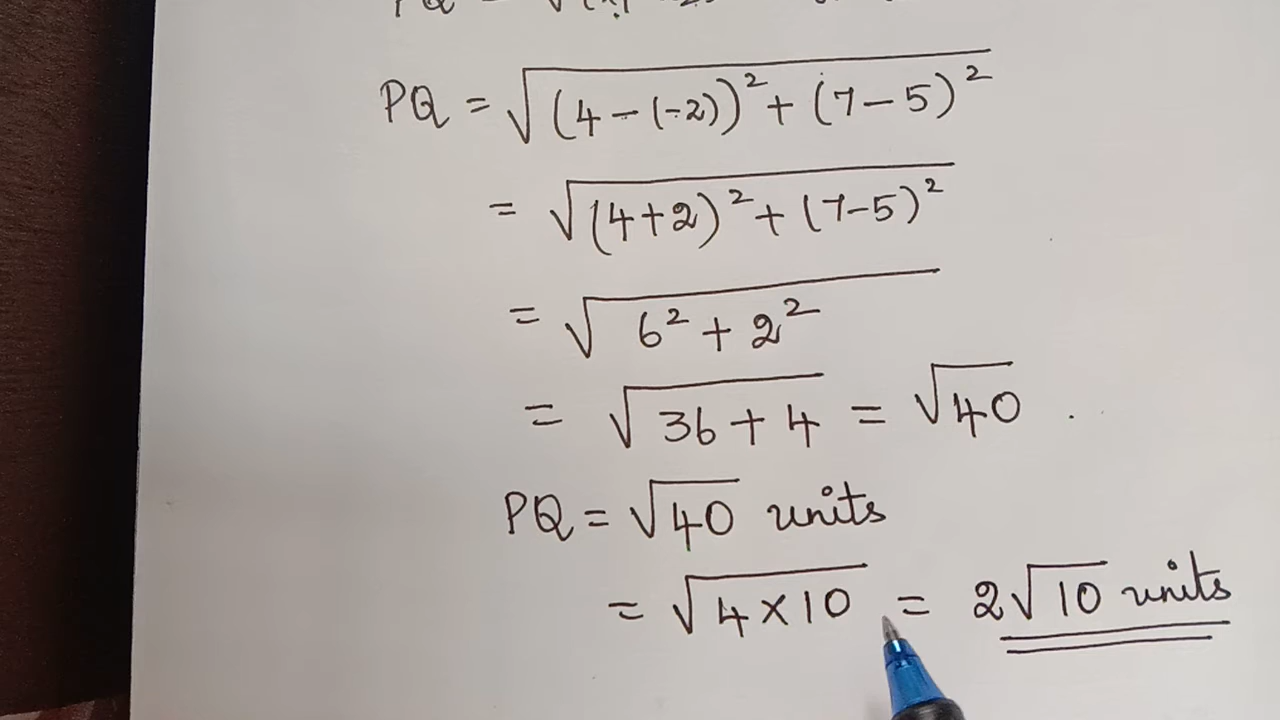 PQ = √(4-(-2))² + (7-5)²
= √(4+2)² + (7-5)²
= √6² + 2²
= √36+4 = √40 .
PQ = √40 units
= √4×10 = 2√10 units